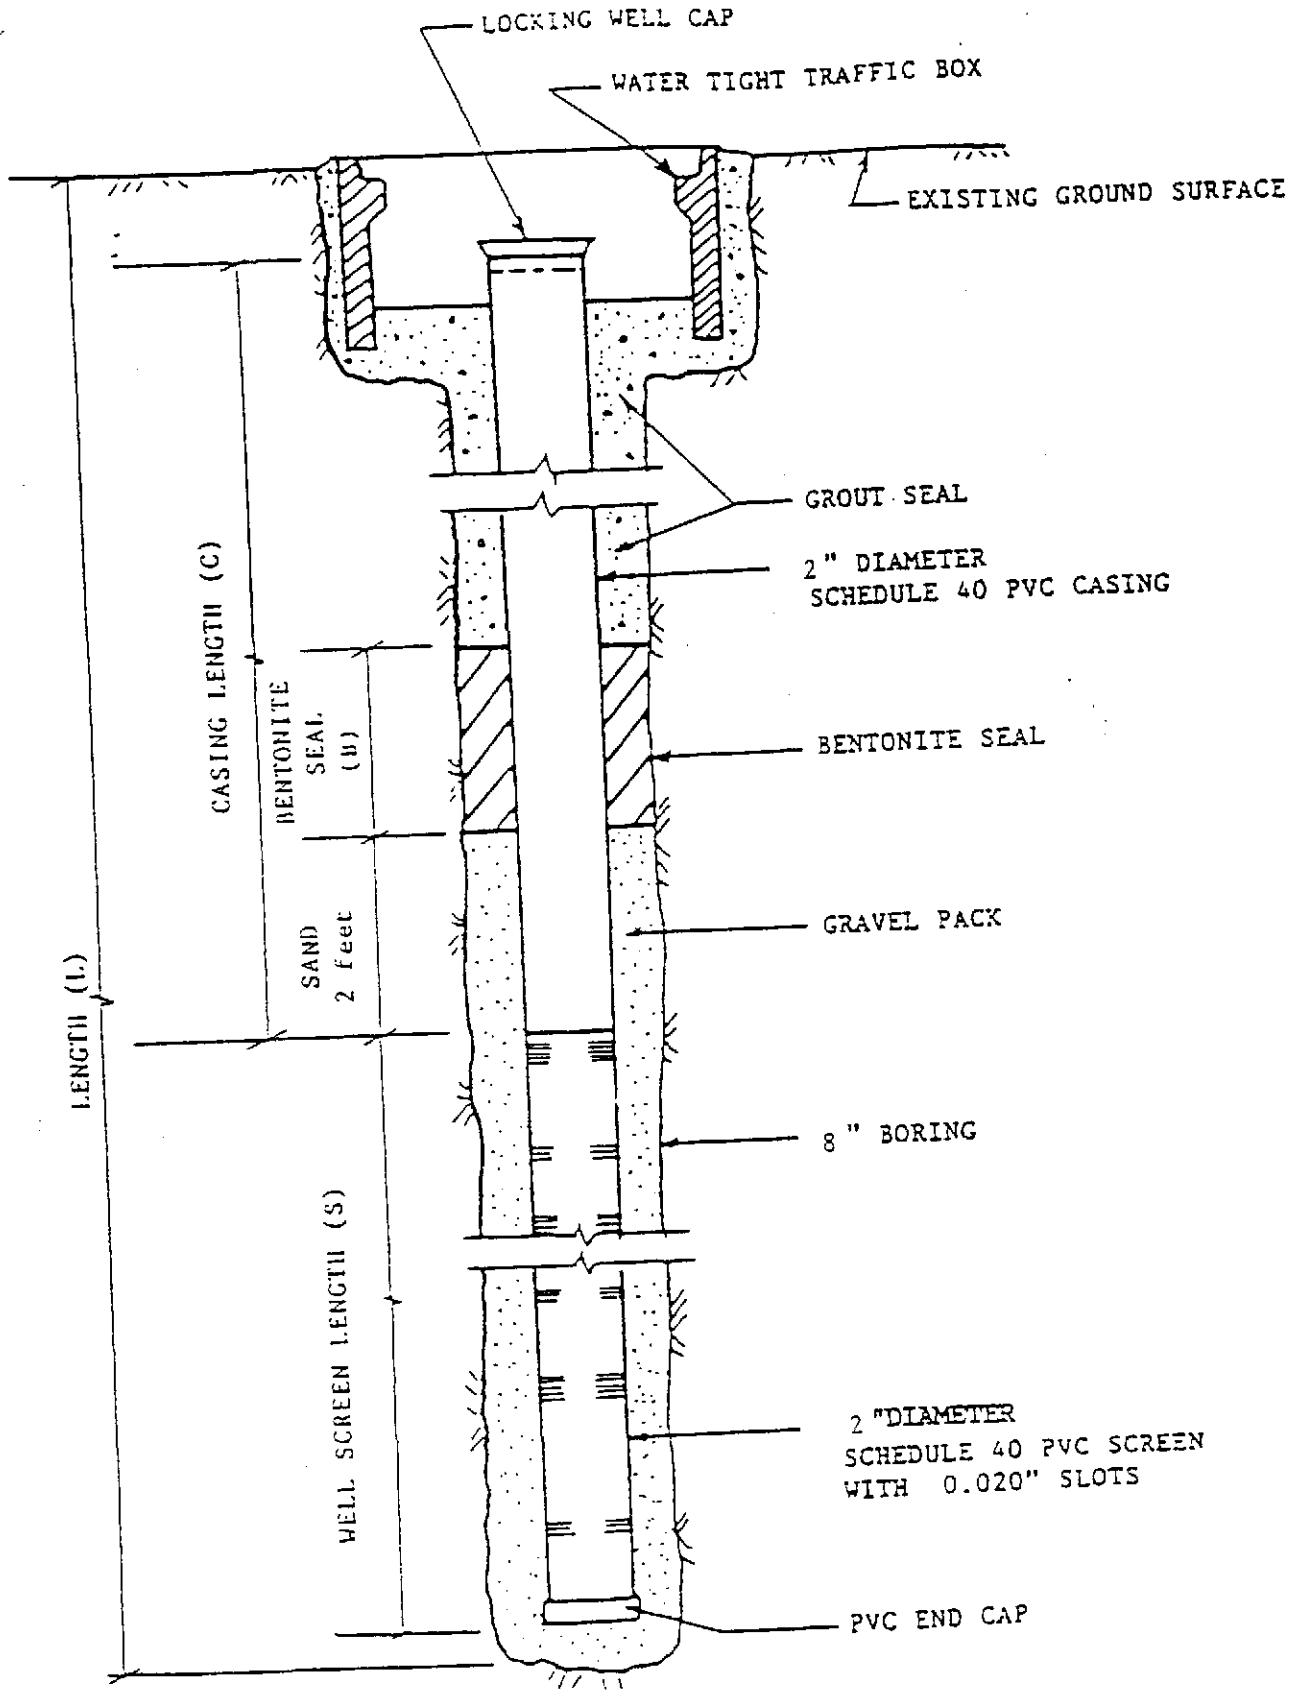 LOCKING WELL CAP
WATER TIGHT TRAFFIC BOX
EXISTING GROUND SURFACE
GROUT SEAL
2" DIAMETER
SCHEDULE 40 PVC CASING
CASING LENGTH (C)
BENTONITE
SEAL
(B)
BENTONITE SEAL
SAND
2 feet
GRAVEL PACK
LENGTH (L)
8" BORING
WELL SCREEN LENGTH (S)
2"DIAMETER
SCHEDULE 40 PVC SCREEN
WITH 0.020" SLOTS
PVC END CAP